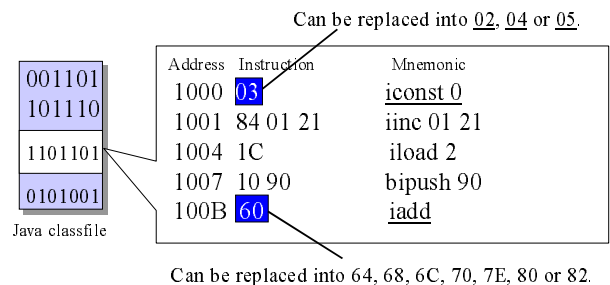 Can be replaced into 02, 04 or 05.
Address Instruction Mnemonic
1000 03 iconst 0
1001 84 01 21 iinc 01 21
1004 1C iload 2
1007 10 90 bipush 90
100B 60 iadd
001101
101110
1101101
0101001
Java classfile
Can be replaced into 64, 68, 6C, 70, 7E, 80 or 82.